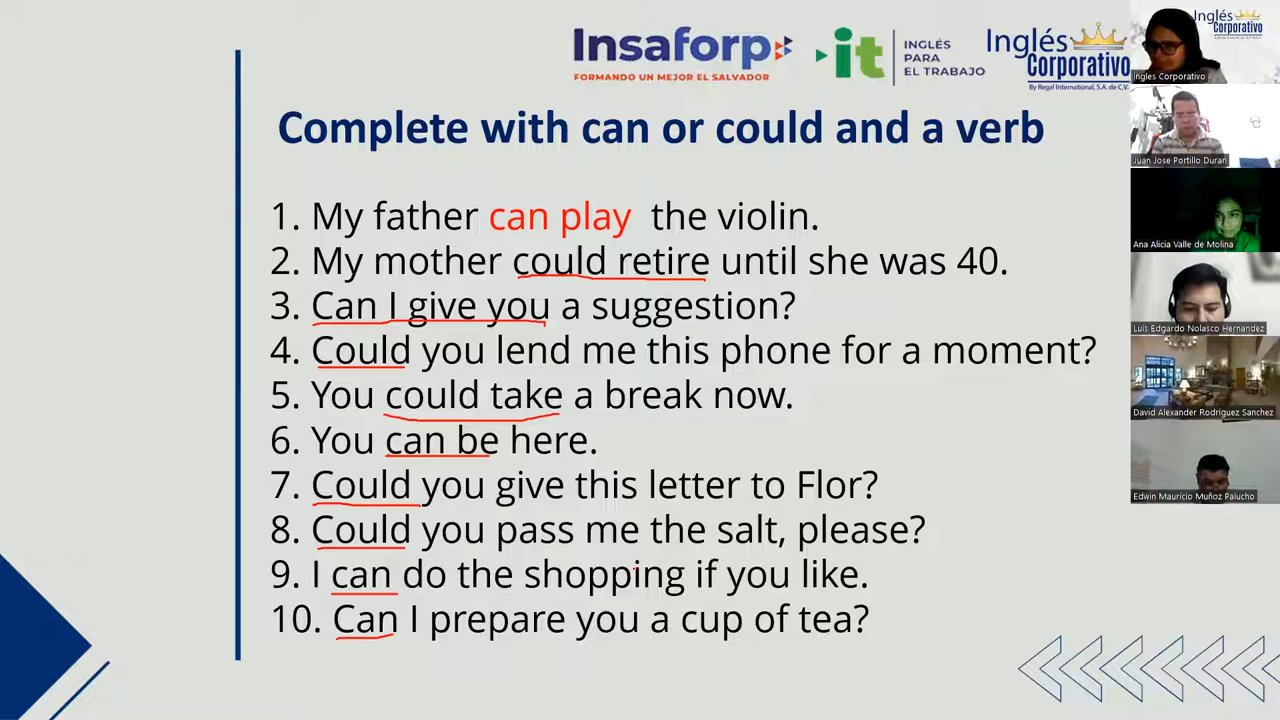 Insaforp
FORMANDO UN MEJOR EL SALVADOR
it
INGLÉS
PARA
EL TRABAJO
Inglés
Corporativo
By Regal International, S.A. de C.V.
Complete with can or could and a verb
1. My father can play the violin.
2. My mother could retire until she was 40.
3. Can I give you a suggestion?
4. Could you lend me this phone for a moment?
5. You could take a break now.
6. You can be here.
7. Could you give this letter to Flor?
8. Could you pass me the salt, please?
9. I can do the shopping if you like.
10. Can I prepare you a cup of tea?
Inglés
Corporativo
Ingles Corporativo
Juan Jose Portillo Duran
Ana Alicia Valle de Molina
Luis Edgardo Nolasco Hernandez
David Alexander Rodriguez Sanchez
Edwin Mauricio Muñoz Palucho